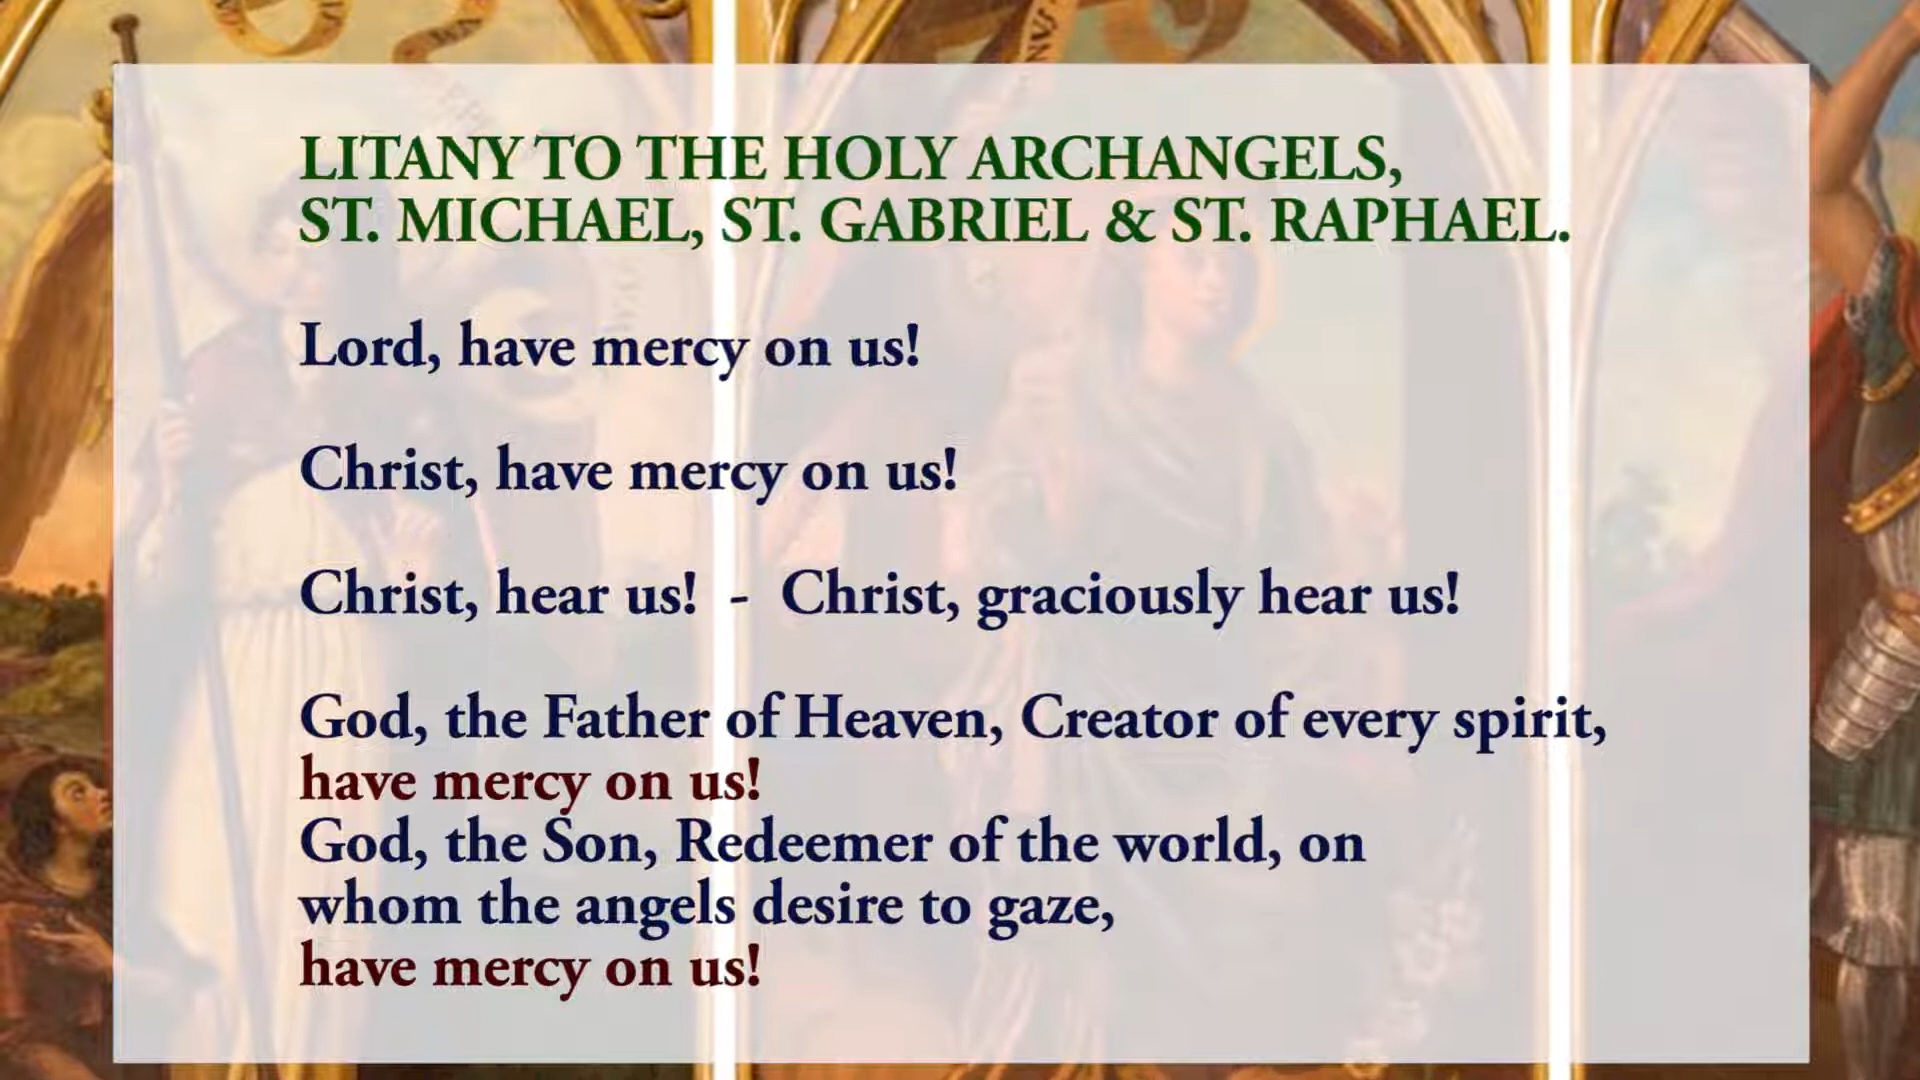 LITANY TO THE HOLY ARCHANGELS,
ST. MICHAEL, ST. GABRIEL & ST. RAPHAEL.
Lord, have mercy on us!
Christ, have mercy on us!
Christ, hear us! - Christ, graciously hear us!
God, the Father of Heaven, Creator of every spirit,
have mercy on us!
God, the Son, Redeemer of the world, on
whom the angels desire to gaze,
have mercy on us!